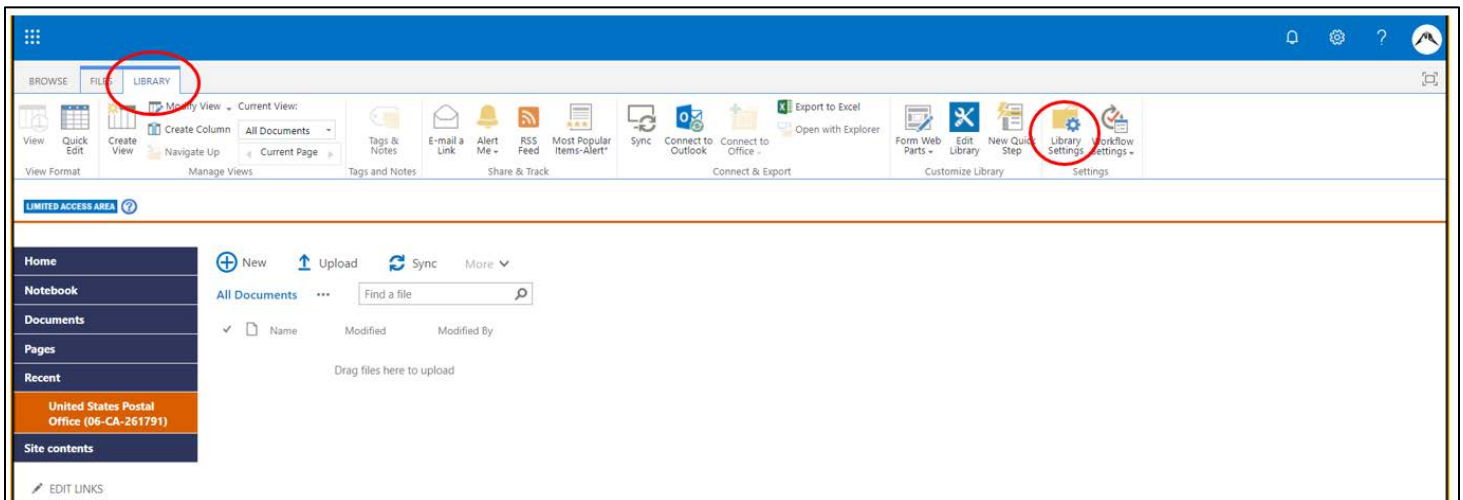 BROWSE FILES LIBRARY
View
Quick Edit
View Format
Create View
Modify View
Create Column
Navigate Up
Current View:
All Documents
Current Page
Manage Views
Tags & Notes
Tags and Notes
E-mail a Link
Alert Me
RSS Feed
Most Popular Items-Alert*
Share & Track
Sync
Connect to Outlook
Connect to Office
Export to Excel
Open with Explorer
Connect & Export
Form Web Parts
Edit Library
New Quick Step
Customize Library
Library Settings
Workflow Settings
Settings
LIMITED ACCESS AREA ?
Home
Notebook
Documents
Pages
Recent
United States Postal
Office (06-CA-261791)
Site contents
EDIT LINKS
New Upload Sync More
All Documents ... Find a file
Name Modified Modified By
Drag files here to upload